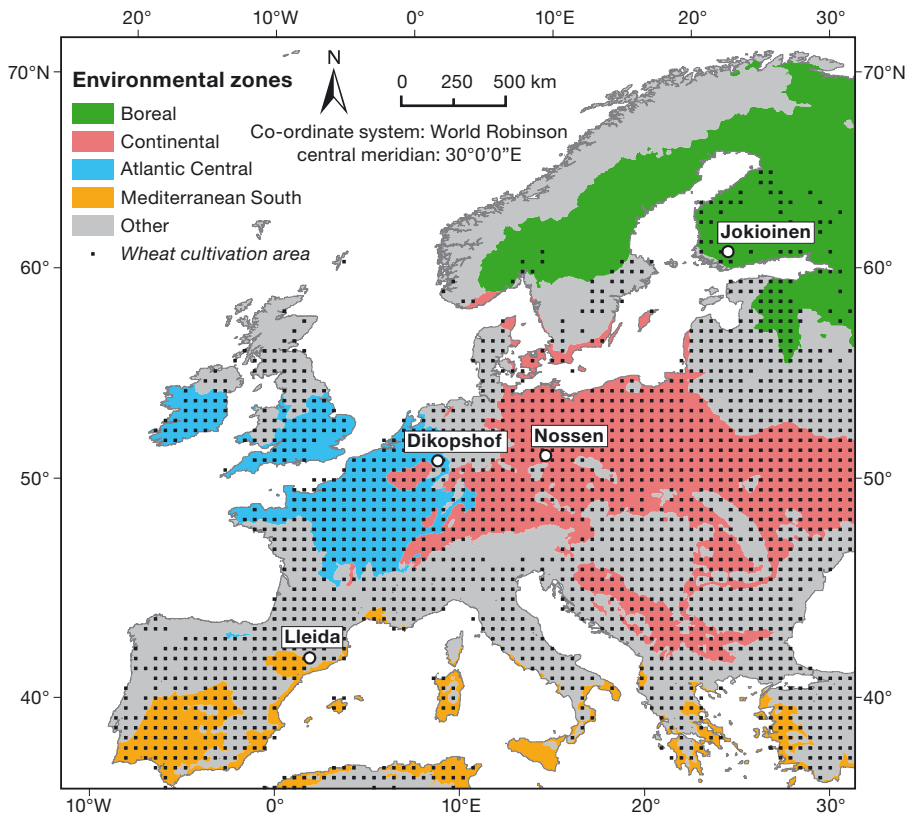 20° 10°W 0° 10°E 20° 30°
70°N 70°N
Environmental zones
Boreal
Continental
Atlantic Central
Mediterranean South
Other
Wheat cultivation area
N
0 250 500 km
Co-ordinate system: World Robinson
central meridian: 30°0'0"E
Jokioinen
60° 60°
Dikopshof
Nossen
50° 50°
Lleida
40° 40°
10°W 0° 10°E 20° 30°